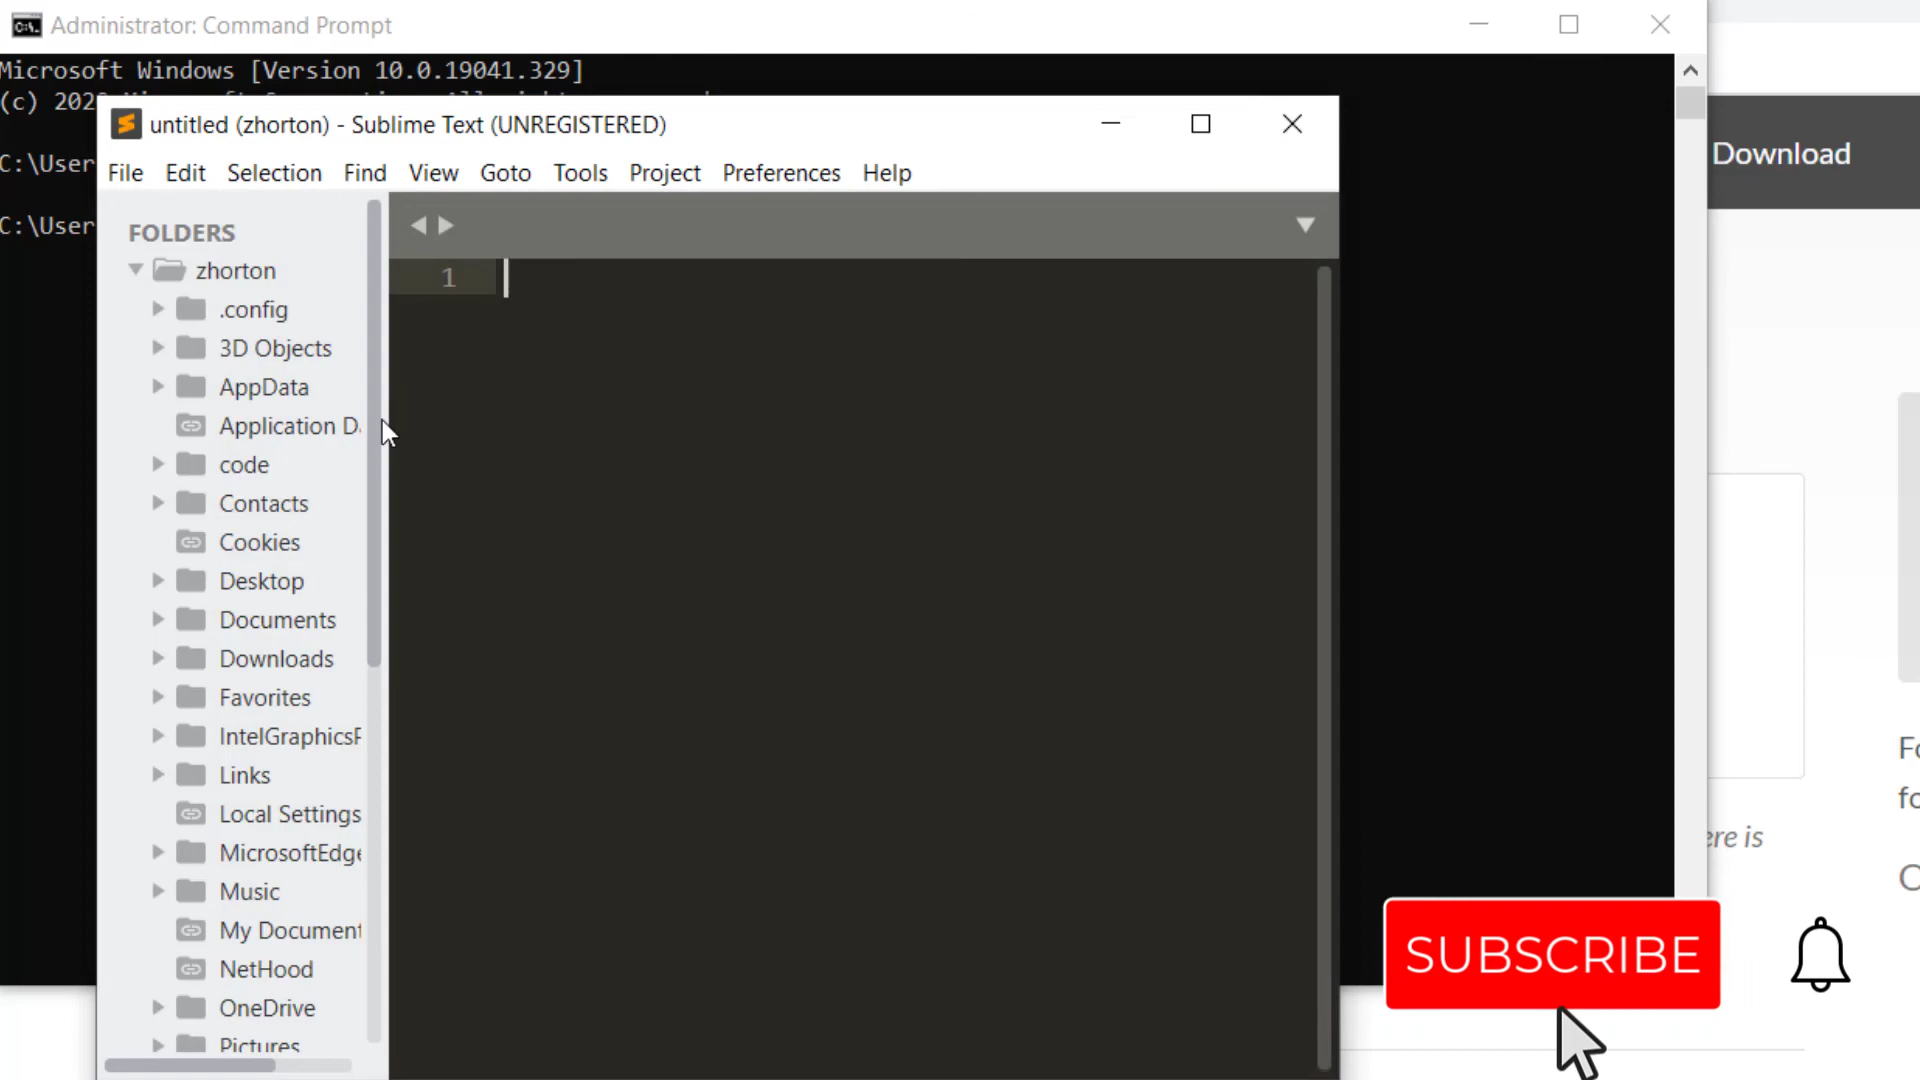 Administrator: Command Prompt
Microsoft Windows [Version 10.0.19041.329]
(c) 202
C:\User
C:\User
untitled (zhorton) - Sublime Text (UNREGISTERED)
File Edit Selection Find View Goto Tools Project Preferences Help
FOLDERS
zhorton
.config
3D Objects
AppData
Application Da
code
Contacts
Cookies
Desktop
Documents
Downloads
Favorites
IntelGraphicsP
Links
Local Settings
MicrosoftEdge
Music
My Document
NetHood
OneDrive
Pictures
1
Download
Fo
fo
ere is
SUBSCRIBE